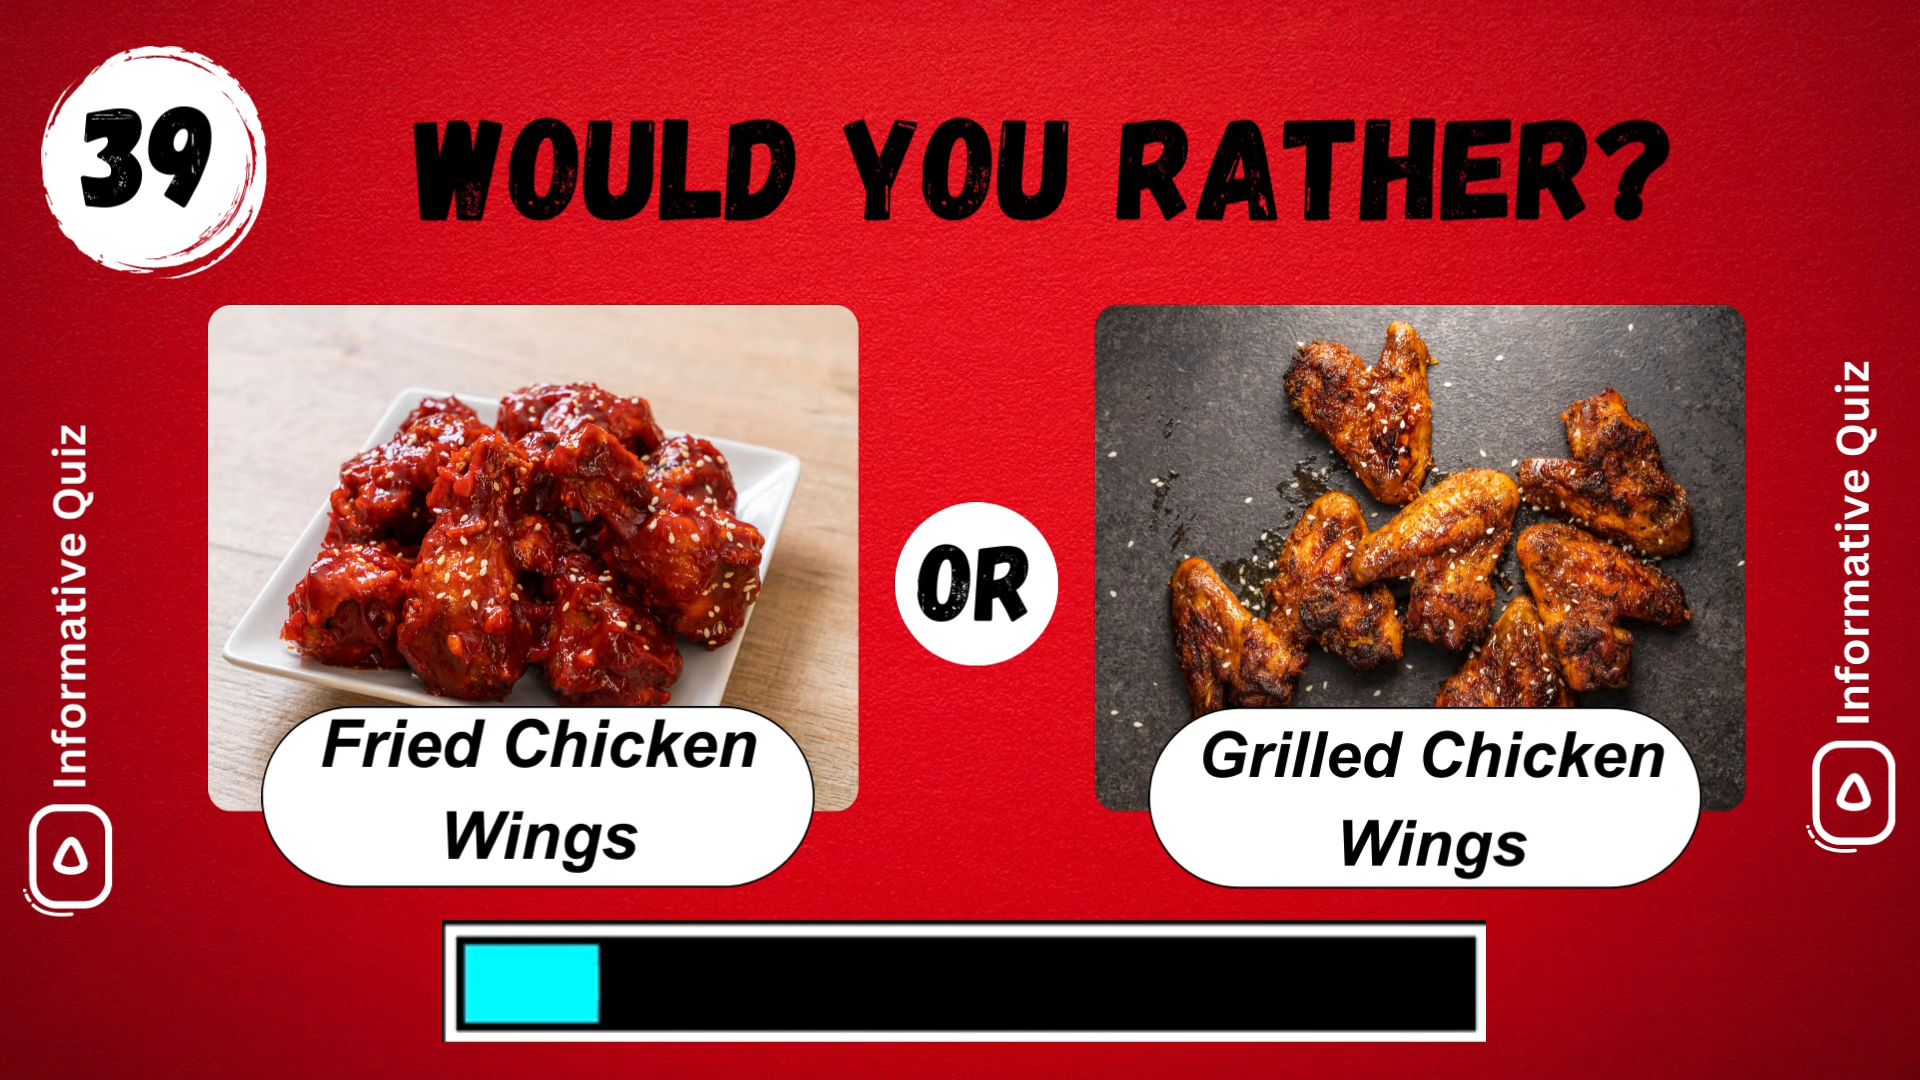 39
WOULD YOU RATHER?
Informative Quiz
Fried Chicken
Wings
OR
Grilled Chicken
Wings
Informative Quiz